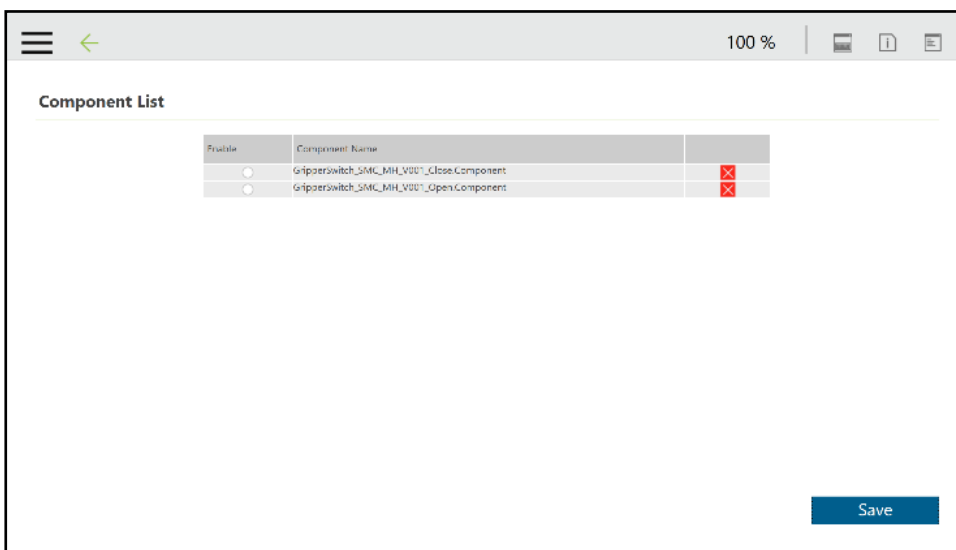 100 %
Component List
Enable Component Name
GripperSwitch_SMC_MH_V001_Close.Component
GripperSwitch_SMC_MH_V001_Open.Component
Save